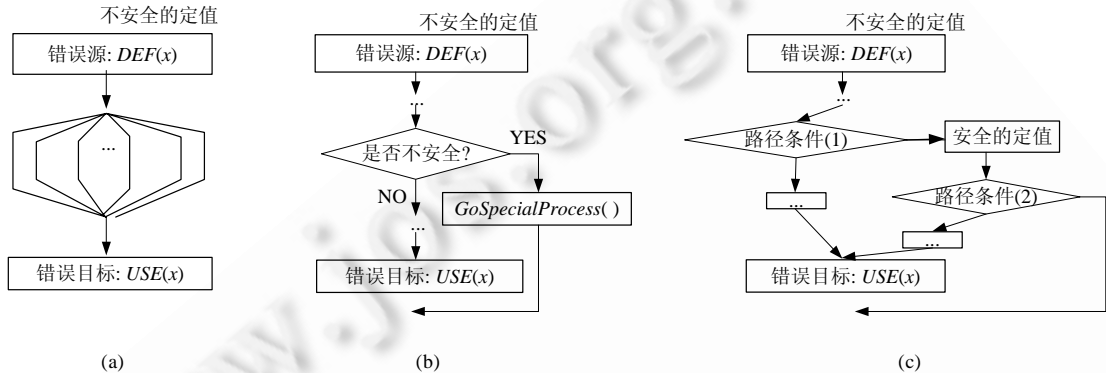 不安全的定值
错误源: DEF(x)
...
错误目标: USE(x)
(a)
不安全的定值
错误源: DEF(x)
...
是否不安全?
YES
NO
GoSpecialProcess( )
...
错误目标: USE(x)
(b)
不安全的定值
错误源: DEF(x)
...
路径条件(1)
安全的定值
路径条件(2)
...
...
错误目标: USE(x)
(c)
www.jos.org.